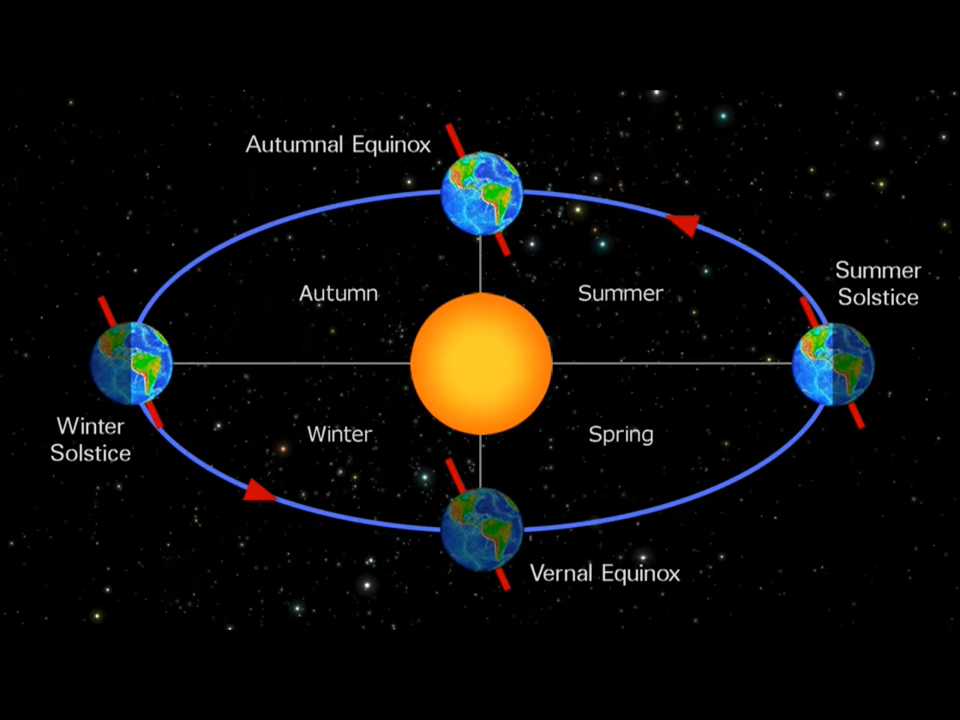 Autumnal Equinox
Summer
Solstice
Autumn
Summer
Winter
Solstice
Winter
Spring
Vernal Equinox